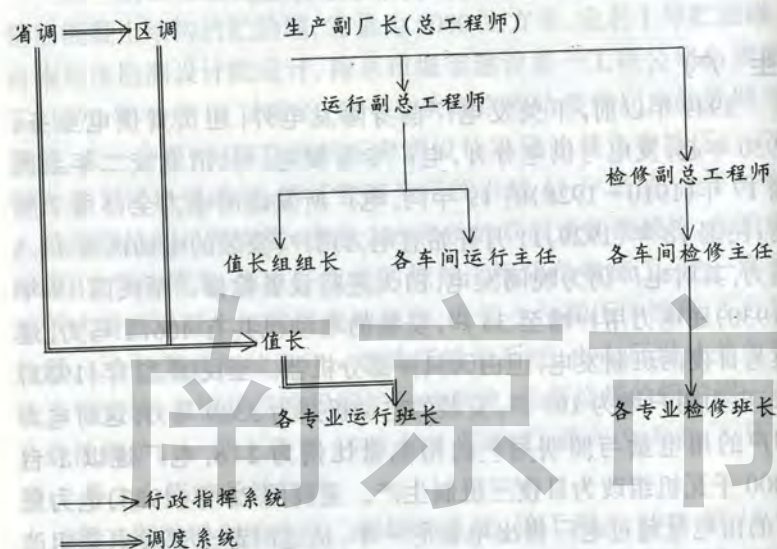 省调 区调 生产副厂长(总工程师)
运行副总工程师
检修副总工程师
值长组组长 各车间运行主任 各车间检修主任
值长
各专业运行班长 各专业检修班长
行政指挥系统
调度系统
南京市